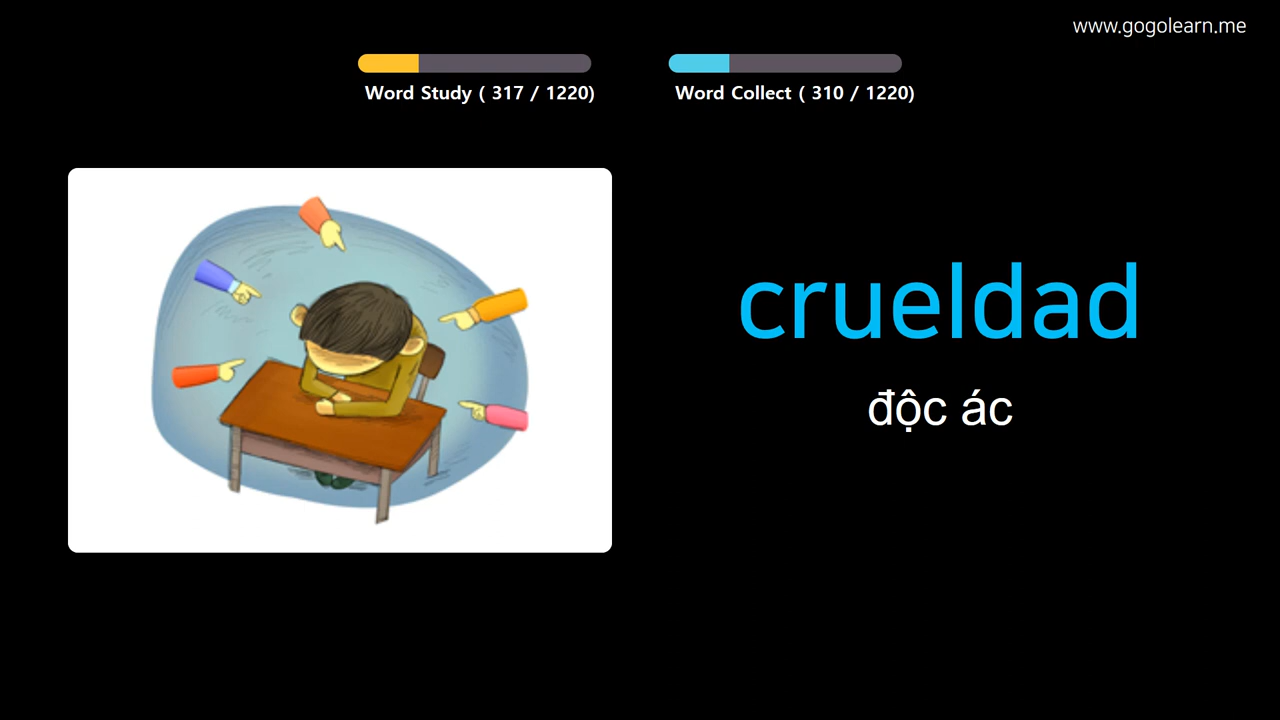 www.gogolearn.me
Word Study ( 317 / 1220)
Word Collect ( 310 / 1220)
crueldad
độc ác